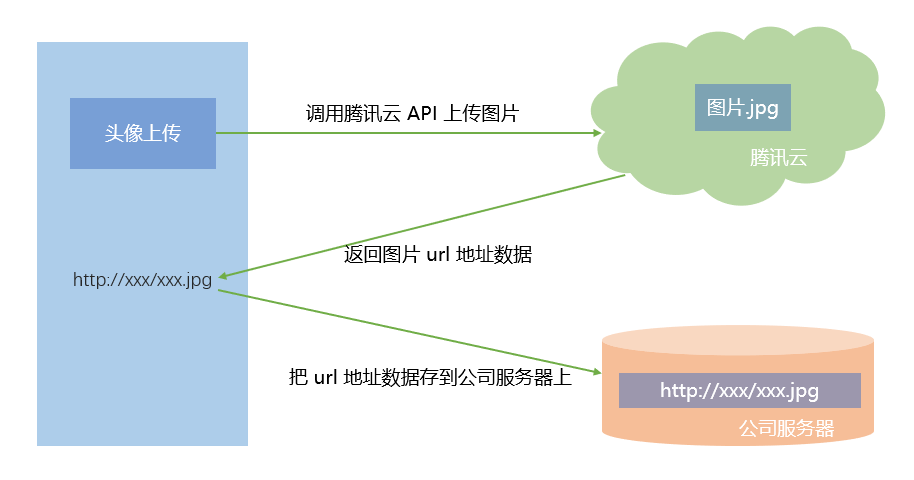 头像上传
调用腾讯云 API 上传图片
图片.jpg
腾讯云
返回图片 url 地址数据
http://xxx/xxx.jpg
把 url 地址数据存到公司服务器上
http://xxx/xxx.jpg
公司服务器